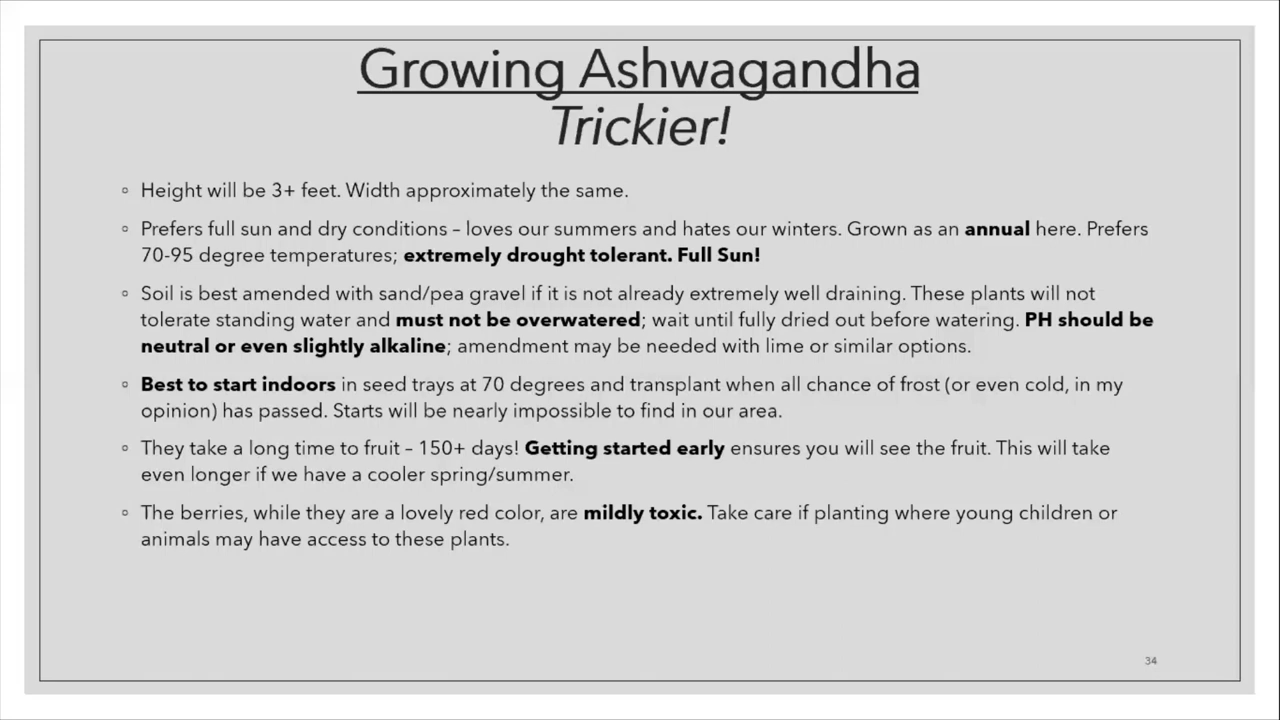 Growing Ashwagandha
Trickier!
◦ Height will be 3+ feet. Width approximately the same.
◦ Prefers full sun and dry conditions – loves our summers and hates our winters. Grown as an annual here. Prefers
70-95 degree temperatures; extremely drought tolerant. Full Sun!
◦ Soil is best amended with sand/pea gravel if it is not already extremely well draining. These plants will not
tolerate standing water and must not be overwatered; wait until fully dried out before watering. PH should be
neutral or even slightly alkaline; amendment may be needed with lime or similar options.
◦ Best to start indoors in seed trays at 70 degrees and transplant when all chance of frost (or even cold, in my
opinion) has passed. Starts will be nearly impossible to find in our area.
◦ They take a long time to fruit – 150+ days! Getting started early ensures you will see the fruit. This will take
even longer if we have a cooler spring/summer.
◦ The berries, while they are a lovely red color, are mildly toxic. Take care if planting where young children or
animals may have access to these plants.
34